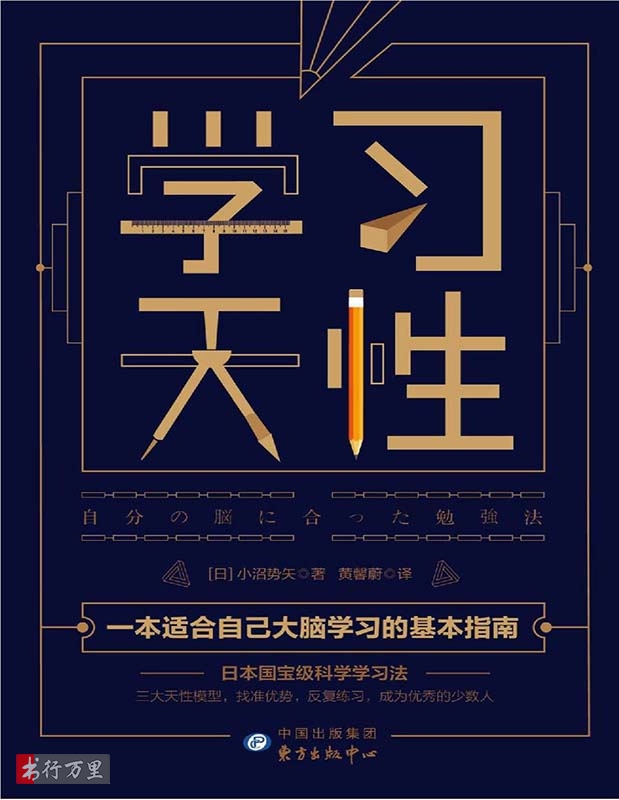 学习
天性
自分の脳に合った勉強法
[日]小沼势矢◎著 黄馨蔚◎译
一本适合自己大脑学习的基本指南
日本国宝级科学学习法
三大天性模型，找准优势，反复练习，成为优秀的少数人
中国出版集团
东方出版中心
书行万里